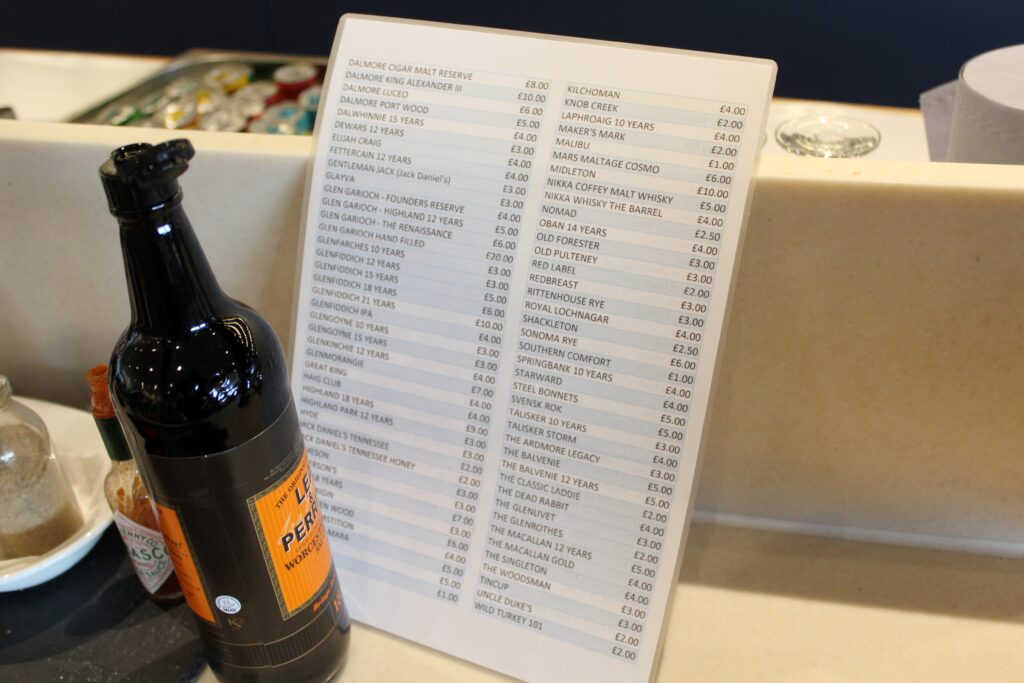 DALMORE CIGAR MALT RESERVE £8.00
DALMORE KING ALEXANDER III £10.00
DALMORE LUCEO £6.00
DALMORE PORT WOOD £5.00
DALWHINNIE 15 YEARS £4.00
DEWARS 12 YEARS £3.00
ELIJAH CRAIG £4.00
FETTERCAIN 12 YEARS £4.00
GENTLEMAN JACK (Jack Daniel's) £3.00
GLAYVA £3.00
GLEN GARIOCH - FOUNDERS RESERVE £4.00
GLEN GARIOCH - HIGHLAND 12 YEARS £5.00
GLEN GARIOCH - THE RENAISSANCE £6.00
GLEN GARIOCH HAND FILLED £20.00
GLENFARCHES 10 YEARS £3.00
GLENFIDDICH 12 YEARS £3.00
GLENFIDDICH 15 YEARS £5.00
GLENFIDDICH 18 YEARS £6.00
GLENFIDDICH 21 YEARS £10.00
GLENFIDDICH IPA £4.00
GLENGOYNE 10 YEARS £3.00
GLENGOYNE 15 YEARS £3.00
GLENKINCHIE 12 YEARS £4.00
GLENMORANGIE £7.00
GREAT KING £4.00
HAIG CLUB £4.00
HIGHLAND 18 YEARS £9.00
HIGHLAND PARK 12 YEARS £3.00
HYDE £3.00
JACK DANIEL'S TENNESSEE £2.00
JACK DANIEL'S TENNESSEE HONEY £2.00
MESON £3.00
ERSON'S £3.00
8 YEARS £7.00
IRGIN £3.00
EN WOOD £6.00
RSTITION £4.00
MARA £5.00
£5.00
£1.00
KILCHOMAN £4.00
KNOB CREEK £2.00
LAPHROAIG 10 YEARS £4.00
MAKER'S MARK £2.00
MALIBU £1.00
MARS MALTAGE COSMO £6.00
MIDLETON £10.00
NIKKA COFFEY MALT WHISKY £5.00
NIKKA WHISKY THE BARREL £4.00
NOMAD £2.50
OBAN 14 YEARS £4.00
OLD FORESTER £3.00
OLD PULTENEY £3.00
RED LABEL £2.00
REDBREAST £3.00
RITTENHOUSE RYE £3.00
ROYAL LOCHNAGAR £4.00
SHACKLETON £2.50
SONOMA RYE £6.00
SOUTHERN COMFORT £1.00
SPRINGBANK 10 YEARS £4.00
STARWARD £4.00
STEEL BONNETS £5.00
SVENSK ROK £5.00
TALISKER 10 YEARS £3.00
TALISKER STORM £4.00
THE ARDMORE LEGACY £3.00
THE BALVENIE £5.00
THE BALVENIE 12 YEARS £5.00
THE CLASSIC LADDIE £2.00
THE DEAD RABBIT £4.00
THE GLENLIVET £3.00
THE GLENROTHES £2.00
THE MACALLAN 12 YEARS £5.00
THE MACALLAN GOLD £4.00
THE SINGLETON £4.00
THE WOODSMAN £3.00
TINCUP £3.00
UNCLE DUKE'S £2.00
WILD TURKEY 101 £2.00
THE ORIGINAL
LEA
&
PERR
WORC